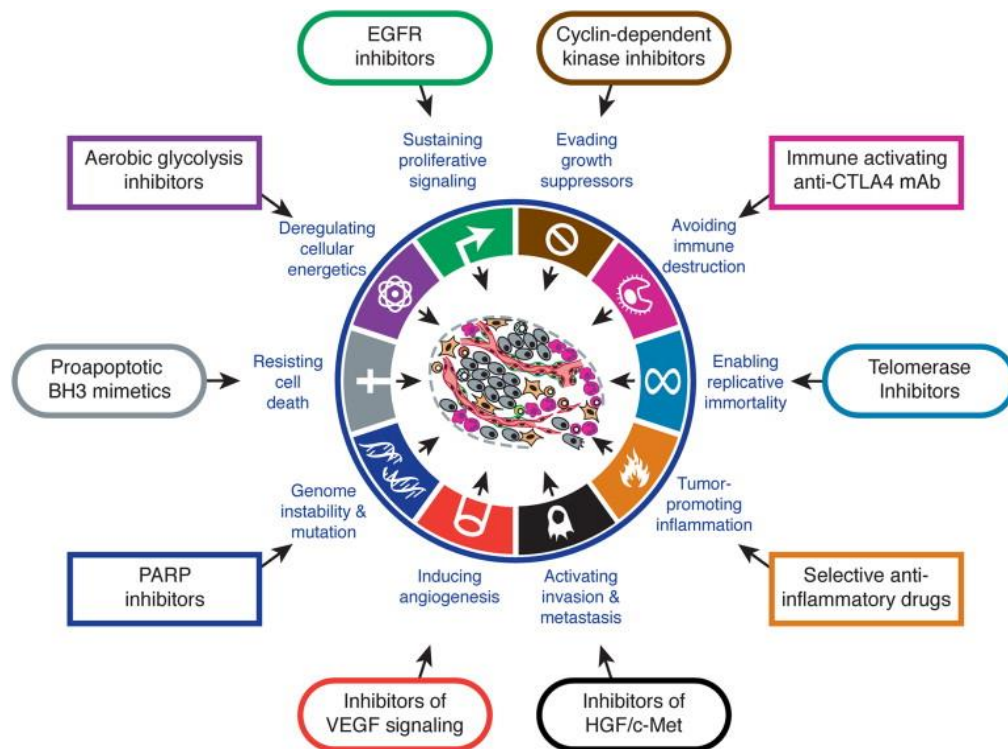 EGFR
inhibitors
Cyclin-dependent
kinase inhibitors
Sustaining
proliferative
signaling
Evading
growth
suppressors
Aerobic glycolysis
inhibitors
Immune activating
anti-CTLA4 mAb
Deregulating
cellular
energetics
Avoiding
immune
destruction
Proapoptotic
BH3 mimetics
Resisting
cell
death
Enabling
replicative
immortality
Telomerase
Inhibitors
Genome
instability &
mutation
Tumor-
promoting
inflammation
PARP
inhibitors
Inducing
angiogenesis
Activating
invasion &
metastasis
Selective anti-
inflammatory drugs
Inhibitors of
VEGF signaling
Inhibitors of
HGF/c-Met